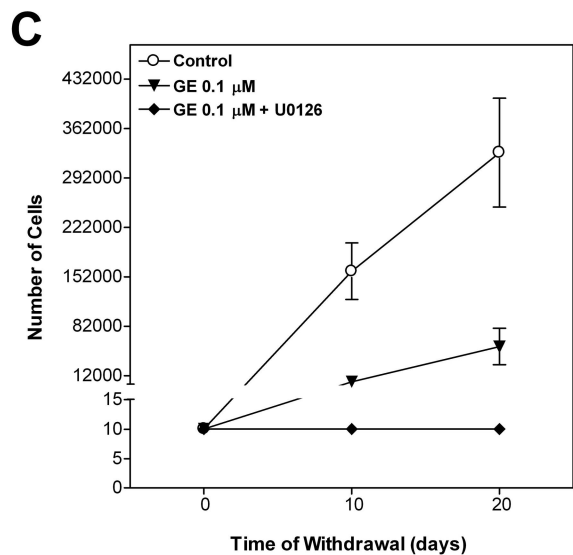 C
Control
GE 0.1 μM
GE 0.1 μM + U0126
432000
362000
292000
222000
152000
82000
12000
15
10
5
0
Number of Cells
0 10 20
Time of Withdrawal (days)